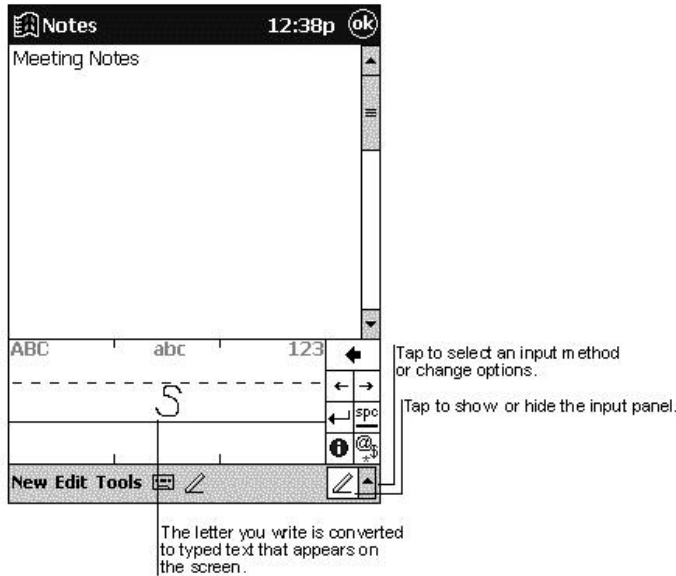 Notes 12:38p ok
Meeting Notes
ABC abc 123
Tap to select an input method
or change options.
S
spc
Tap to show or hide the input panel.
@$*
New Edit Tools
The letter you write is converted
to typed text that appears on
the screen.